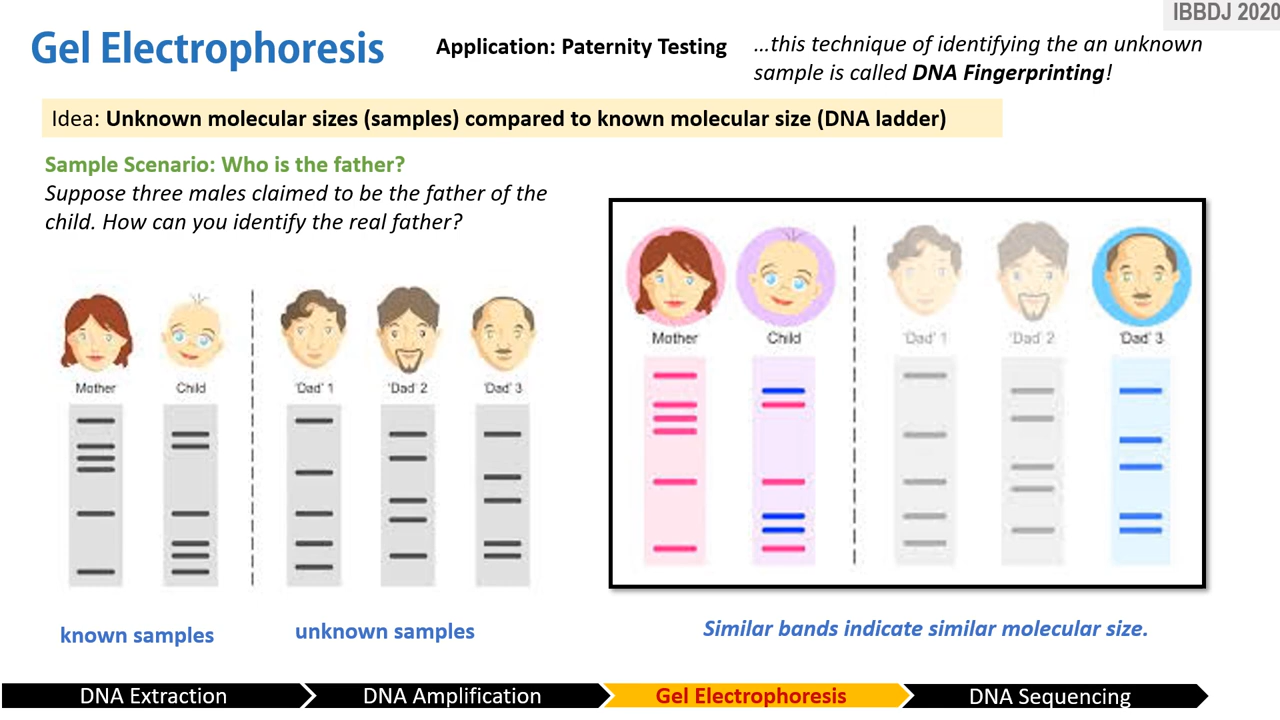 IBBDJ 2020
Gel Electrophoresis
Application: Paternity Testing
…this technique of identifying the an unknown
sample is called DNA Fingerprinting!
Idea: Unknown molecular sizes (samples) compared to known molecular size (DNA ladder)
Sample Scenario: Who is the father?
Suppose three males claimed to be the father of the
child. How can you identify the real father?
Mother Child 'Dad' 1 'Dad' 2 'Dad' 3
known samples
unknown samples
Mother Child 'Dad' 1 'Dad' 2 'Dad' 3
Similar bands indicate similar molecular size.
DNA Extraction DNA Amplification Gel Electrophoresis DNA Sequencing